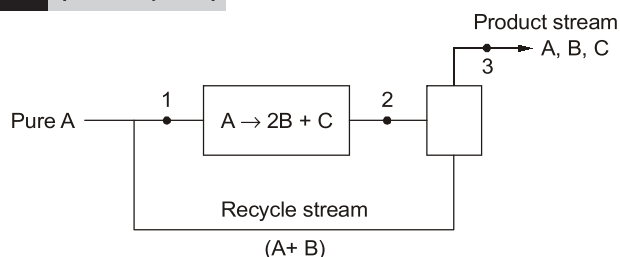 Product stream
A, B, C
3
1
2
Pure A
A → 2B + C
Recycle stream
(A+ B)